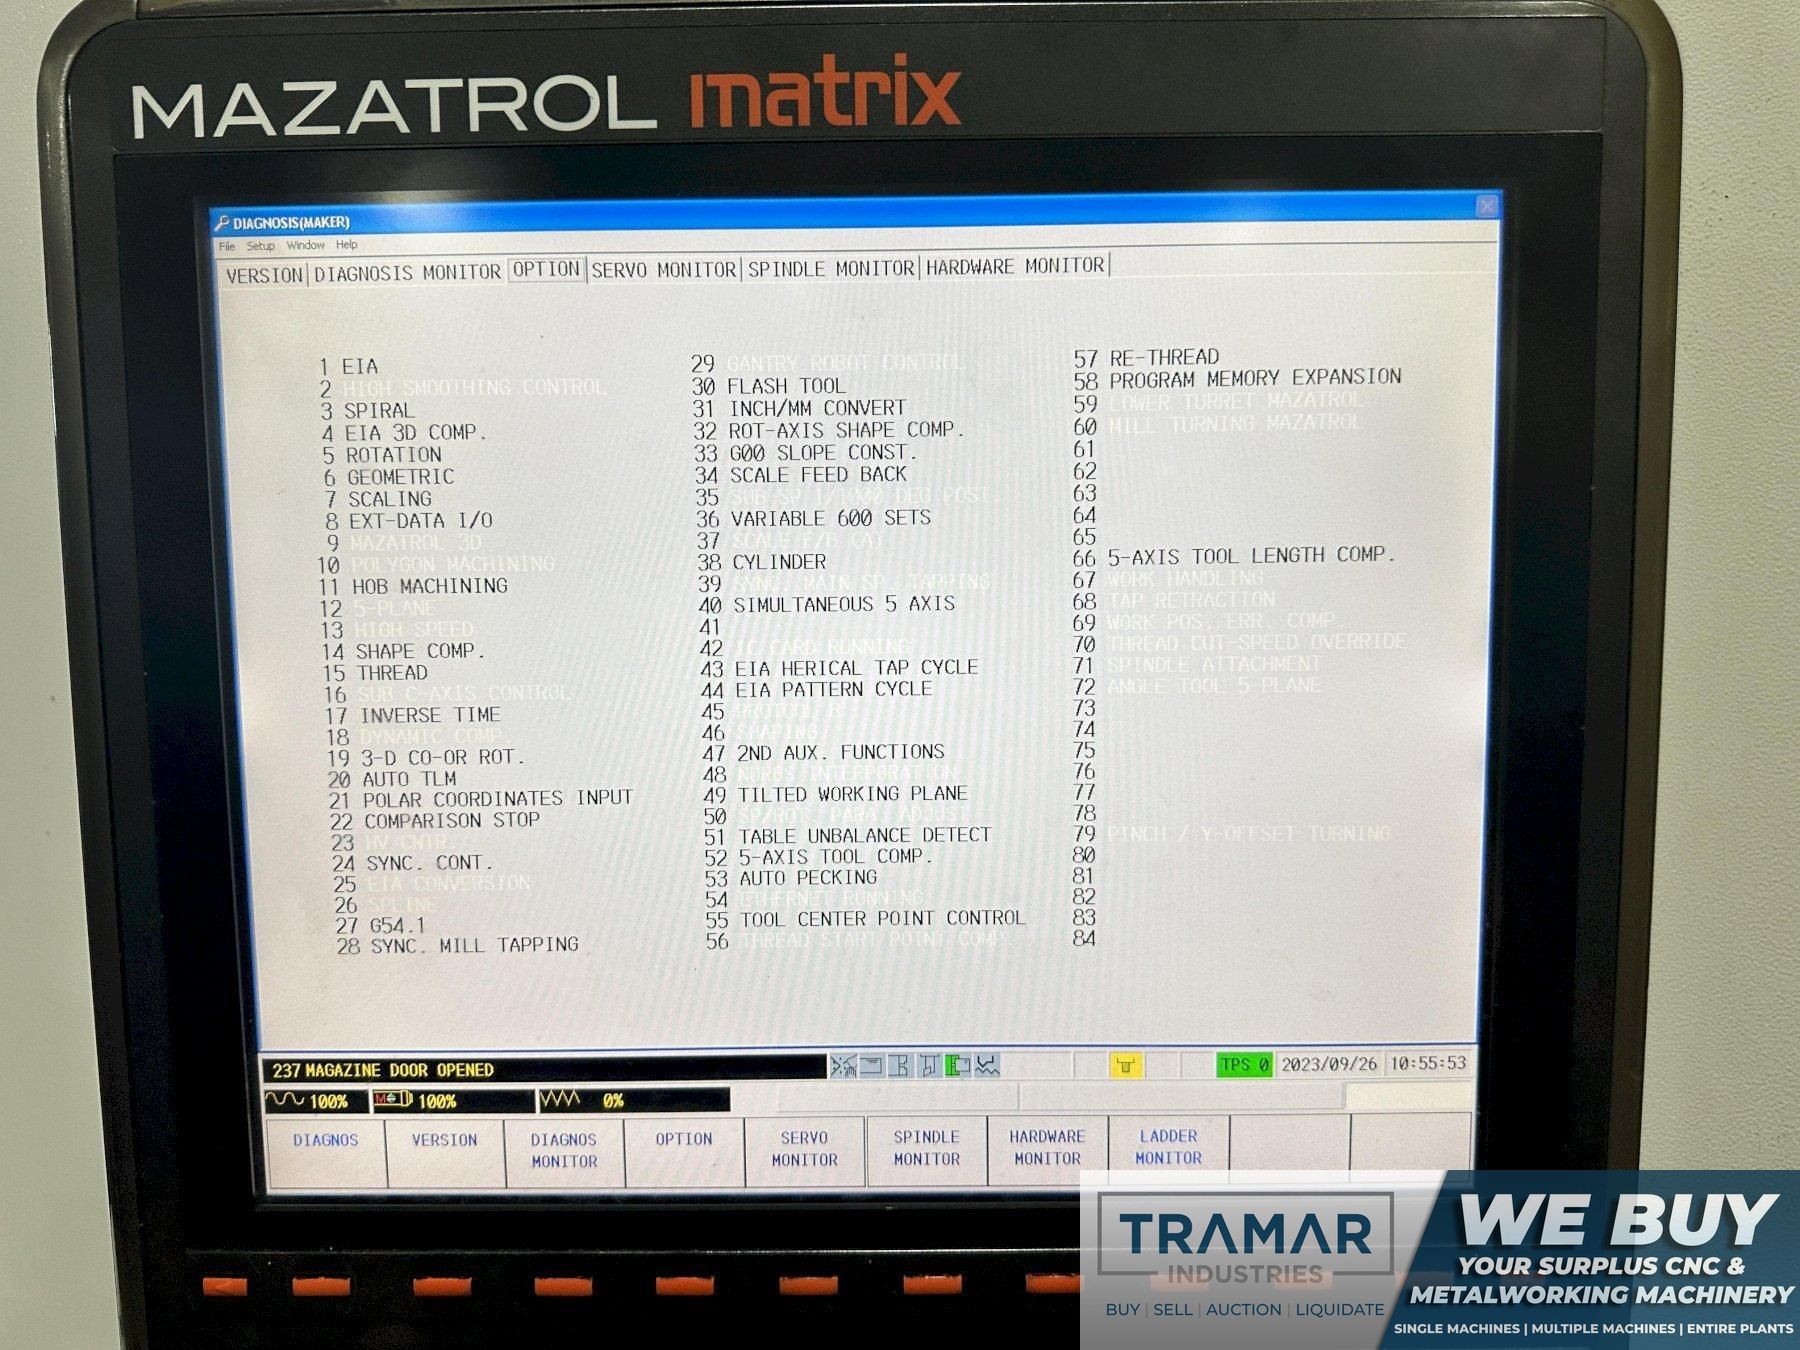 MAZATROL matrix
DIAGNOSIS(MAKER)
File Setup Window Help
VERSION DIAGNOSIS MONITOR OPTION SERVO MONITOR SPINDLE MONITOR HARDWARE MONITOR
1 EIA
2 HIGH SMOOTHING CONTROL
3 SPIRAL
4 EIA 3D COMP.
5 ROTATION
6 GEOMETRIC
7 SCALING
8 EXT-DATA I/O
9 MAZATROL 3D
10 POLYGON MACHINING
11 HOB MACHINING
12 5-PLANE
13 HIGH SPEED
14 SHAPE COMP.
15 THREAD
16 SUB C-AXIS CONTROL
17 INVERSE TIME
18 DYNAMIC COMP.
19 3-D CO-OR ROT.
20 AUTO TLM
21 POLAR COORDINATES INPUT
22 COMPARISON STOP
23 HV CNTR.
24 SYNC. CONT.
25 EIA CONVERSION
26 SPLINE
27 G54.1
28 SYNC. MILL TAPPING
29 GANTRY ROBOT CONTROL
30 FLASH TOOL
31 INCH/MM CONVERT
32 ROT-AXIS SHAPE COMP.
33 G00 SLOPE CONST.
34 SCALE FEED BACK
35 SUB SP 1/1000 DEG POST.
36 VARIABLE 600 SETS
37 SCALE F/B (A)
38 CYLINDER
39 SYNC. MAIN SP. TAPPING
40 SIMULTANEOUS 5 AXIS
41
42 IC CARD RUNNING
43 EIA HERICAL TAP CYCLE
44 EIA PATTERN CYCLE
45 PROTCOL B
46 SHAPING
47 2ND AUX. FUNCTIONS
48 NURBS INTERPORATION
49 TILTED WORKING PLANE
50 SP/ROT. PARA. ADJUST
51 TABLE UNBALANCE DETECT
52 5-AXIS TOOL COMP.
53 AUTO PECKING
54 ETHERNET RUNNING
55 TOOL CENTER POINT CONTROL
56 THREAD START POINT COMP
57 RE-THREAD
58 PROGRAM MEMORY EXPANSION
59 LOWER TURRET MAZATROL
60 MILL TURNING MAZATROL
61
62
63
64
65
66 5-AXIS TOOL LENGTH COMP.
67 WORK HANDLING
68 TAP RETRACTION
69 WORK POS. ERR. COMP.
70 THREAD CUT-SPEED OVERRIDE
71 SPINDLE ATTACHMENT
72 ANGLE TOOL 5-PLANE
73
74
75
76
77
78
79 PINCH / Y-OFFSET TURNING
80
81
82
83
84
237 MAGAZINE DOOR OPENED
TPS 0 2023/09/26 10:55:53
100% 100% 0%
DIAGNOS
VERSION
DIAGNOS MONITOR
OPTION
SERVO MONITOR
SPINDLE MONITOR
HARDWARE MONITOR
LADDER MONITOR
TRAMAR
INDUSTRIES
BUY | SELL | AUCTION | LIQUIDATE
WE BUY
YOUR SURPLUS CNC &
METALWORKING MACHINERY
SINGLE MACHINES | MULTIPLE MACHINES | ENTIRE PLANTS